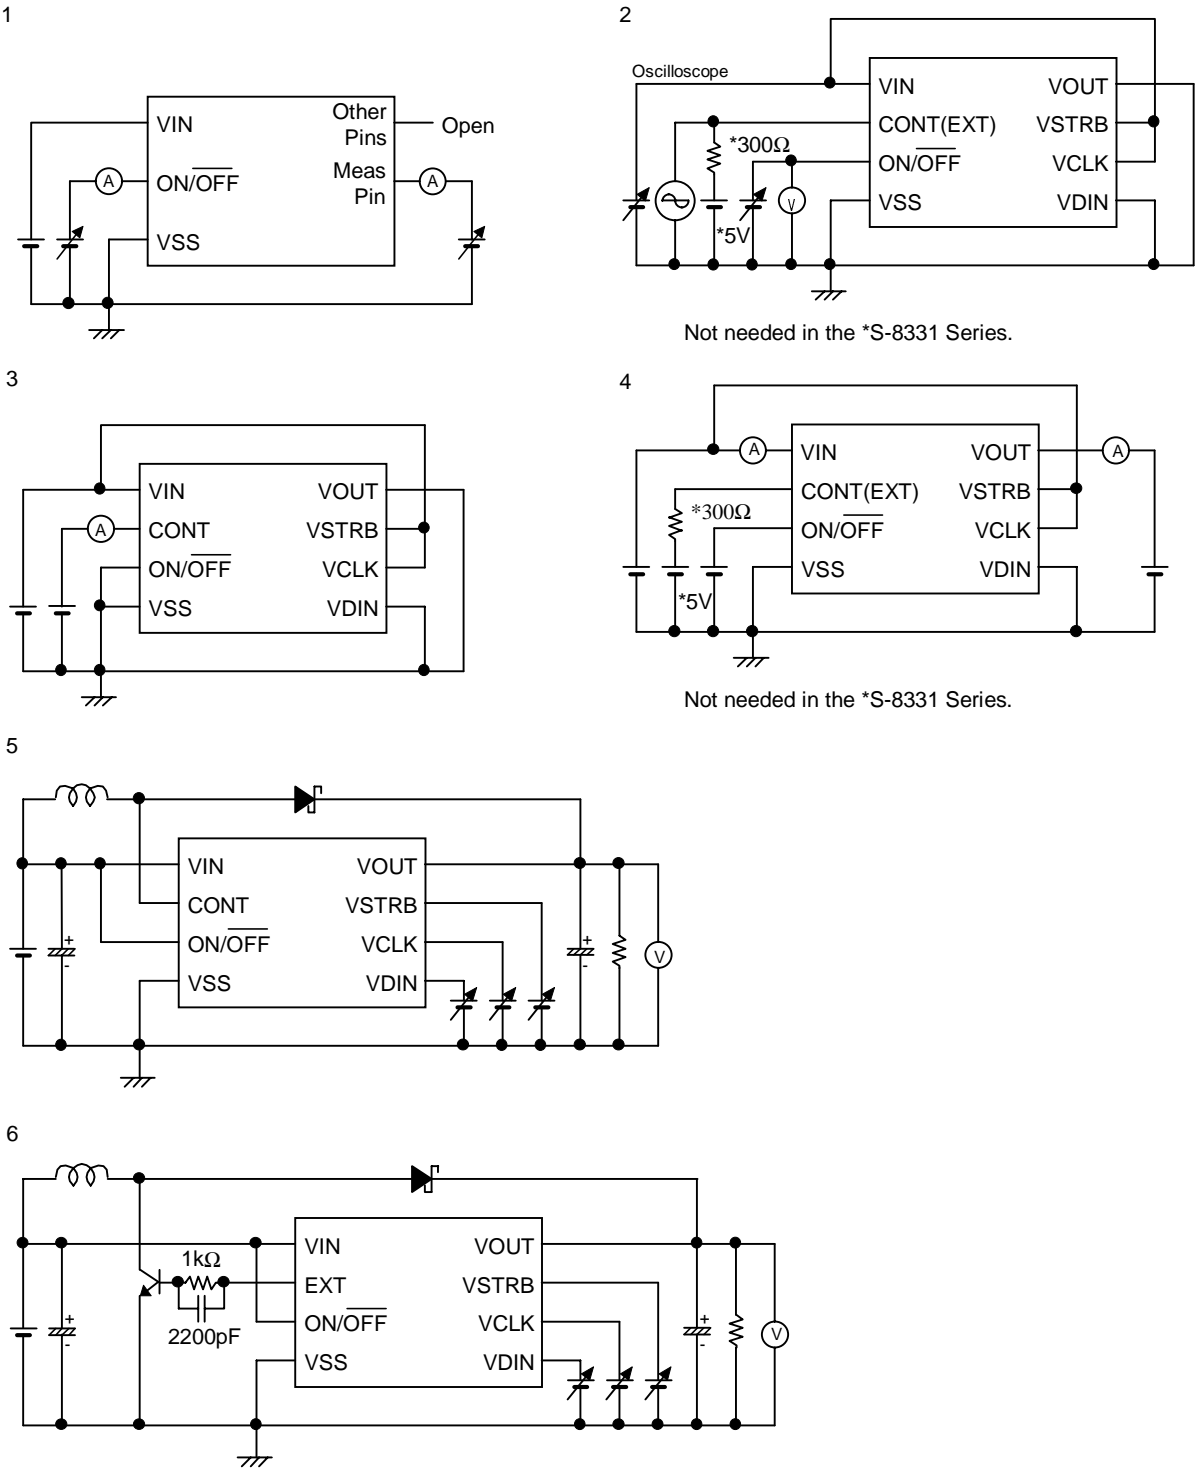 1
VIN
ON/OFF
VSS
Other
Pins
Meas
Pin
Open
A
A
2
Oscilloscope
VIN
CONT(EXT)
ON/OFF
VSS
VOUT
VSTRB
VCLK
VDIN
*300Ω
*5V
V
Not needed in the *S-8331 Series.
3
VIN
CONT
ON/OFF
VSS
VOUT
VSTRB
VCLK
VDIN
A
4
VIN
CONT(EXT)
ON/OFF
VSS
VOUT
VSTRB
VCLK
VDIN
A
A
*300Ω
*5V
Not needed in the *S-8331 Series.
5
VIN
CONT
ON/OFF
VSS
VOUT
VSTRB
VCLK
VDIN
+
-
+
-
V
6
1kΩ
2200pF
VIN
EXT
ON/OFF
VSS
VOUT
VSTRB
VCLK
VDIN
+
-
+
-
V